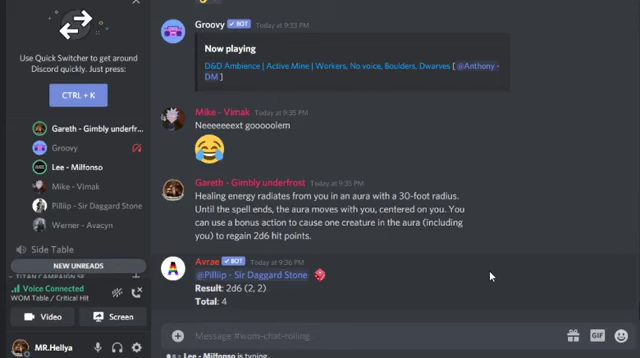 Use Quick Switcher to get around
Discord quickly. Just press:
CTRL + K
Gareth - Gimbly underfr...
Groovy
Lee - Milfonso
Mike - Vimak
Pilliip - Sir Daggard Stone
Werner - Avacyn
Side Table
NEW UNREADS
Voice Connected
WOM Table / Critical Hit
Video
Screen
MR.Hellya
Groovy BOT Today at 9:33 PM
Now playing
D&D Ambience | Active Mine | Workers, No voice, Boulders, Dwarves [ @Anthony -
DM ]
Mike - Vimak Today at 9:35 PM
Neeeeeeext gooooolem
Gareth - Gimbly underfrost Today at 9:35 PM
Healing energy radiates from you in an aura with a 30-foot radius.
Until the spell ends, the aura moves with you, centered on you. You
can use a bonus action to cause one creature in the aura (including
you) to regain 2d6 hit points.
Avrae BOT Today at 9:36 PM
@Pilliip - Sir Daggard Stone
Result: 2d6 (2, 2)
Total: 4
Message #wom-chat-rolling
GIF
Lee - Milfonso is typing...